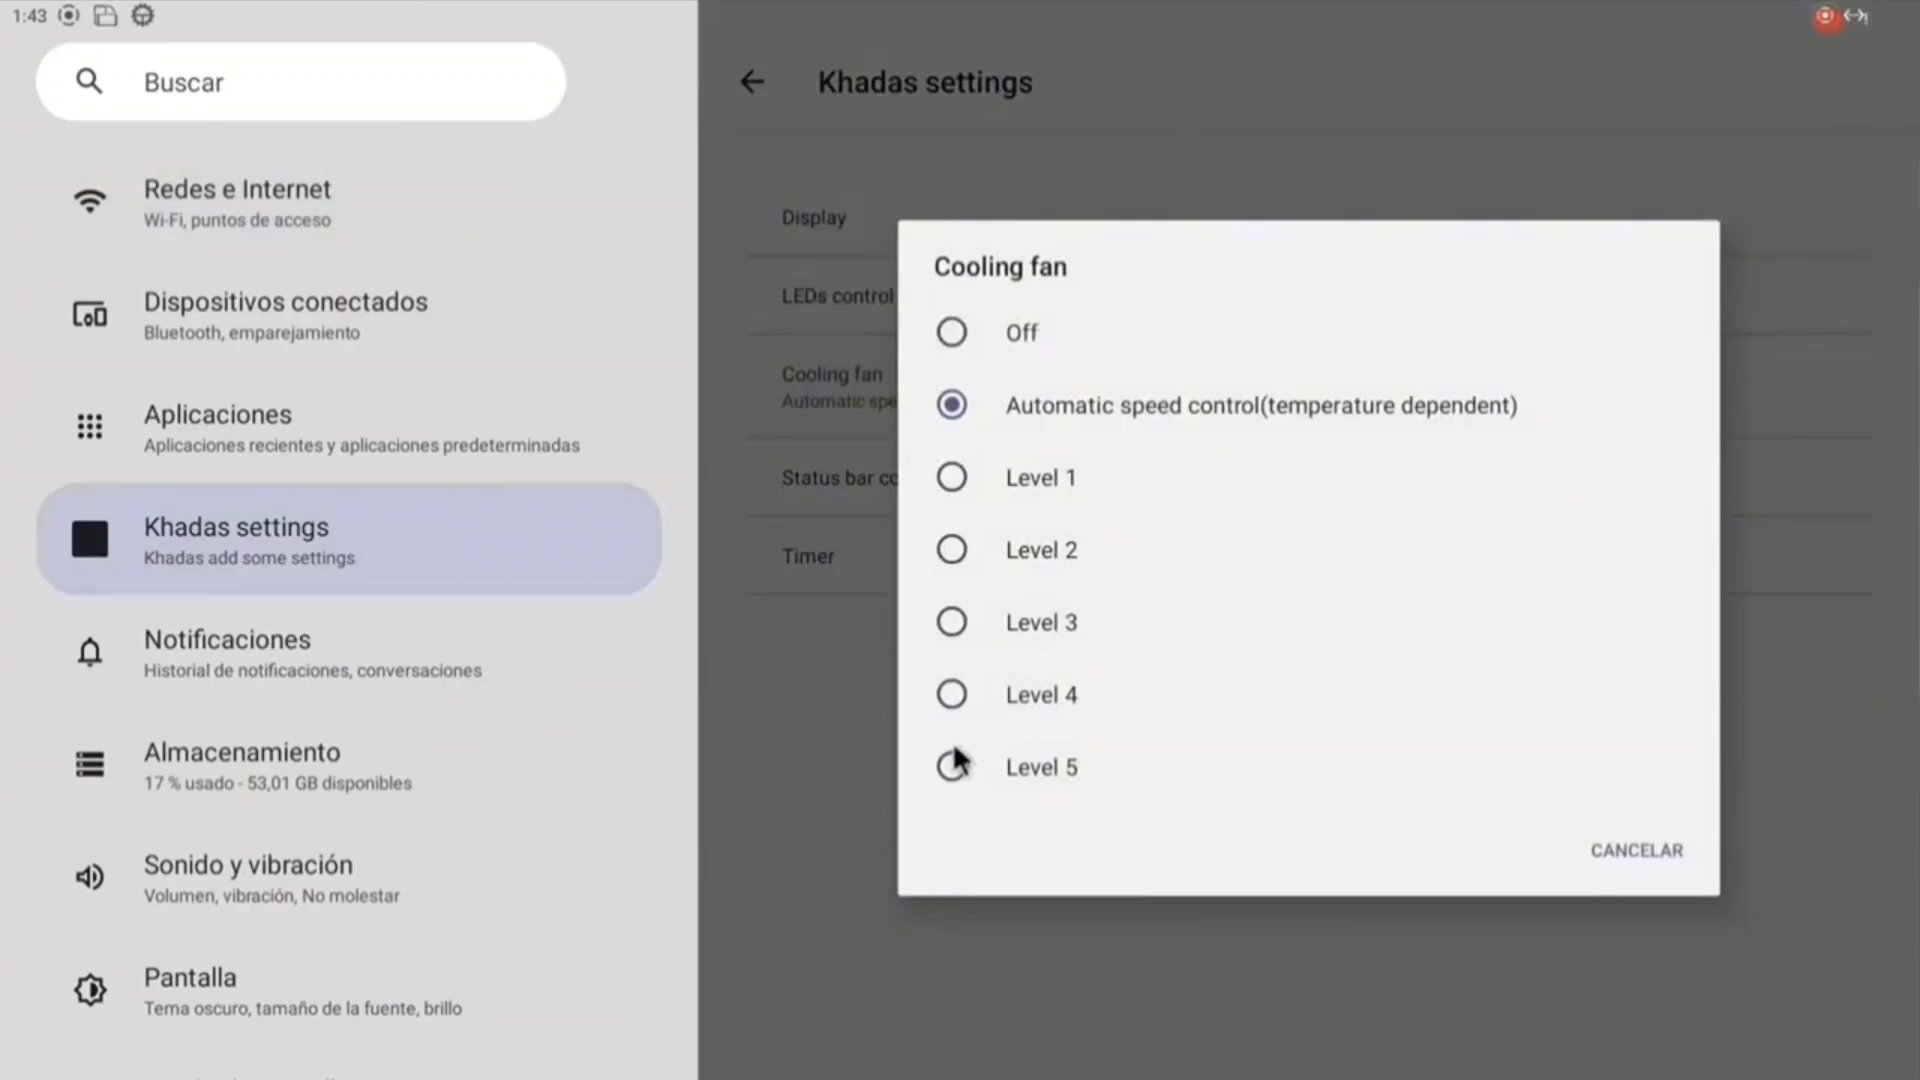 1:43
Buscar
Redes e Internet
Wi-Fi, puntos de acceso
Dispositivos conectados
Bluetooth, emparejamiento
Aplicaciones
Aplicaciones recientes y aplicaciones predeterminadas
Khadas settings
Khadas add some settings
Notificaciones
Historial de notificaciones, conversaciones
Almacenamiento
17 % usado - 53,01 GB disponibles
Sonido y vibración
Volumen, vibración, No molestar
Pantalla
Tema oscuro, tamaño de la fuente, brillo
Khadas settings
Display
LEDs control
Cooling fan
Automatic spe
Status bar co
Timer
Cooling fan
Off
Automatic speed control(temperature dependent)
Level 1
Level 2
Level 3
Level 4
Level 5
CANCELAR